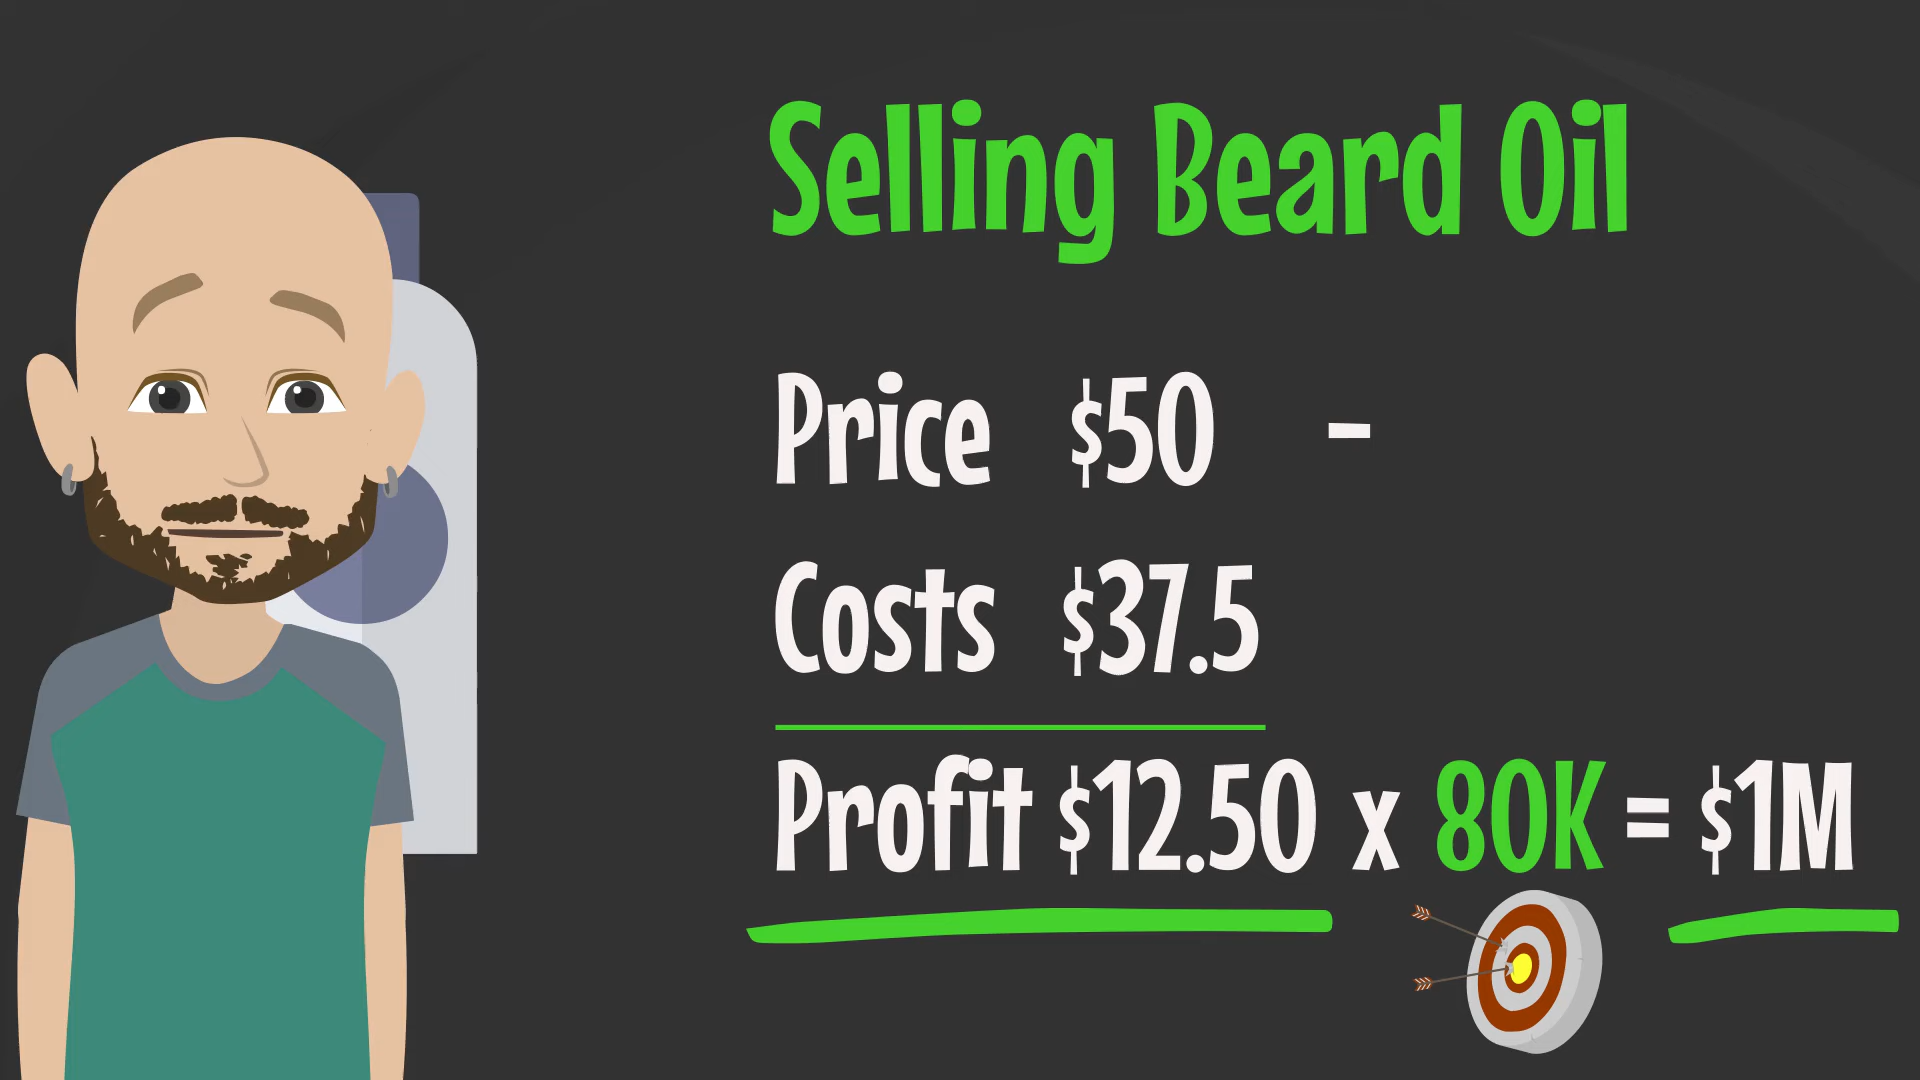 Selling Beard Oil
Price $50 -
Costs $37.5
Profit $12.50 x 80K = $1M